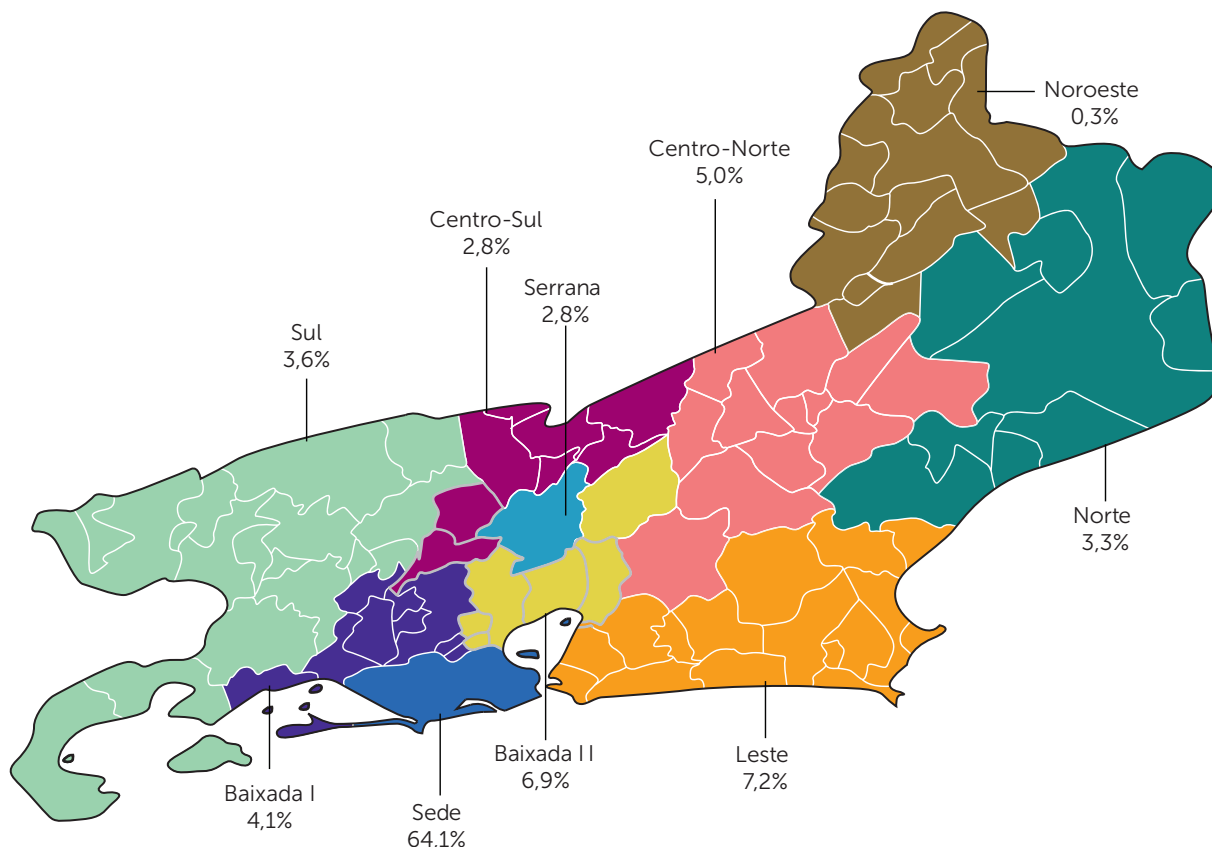 Noroeste
0,3%
Centro-Norte
5,0%
Centro-Sul
2,8%
Serrana
2,8%
Sul
3,6%
Norte
3,3%
Baixada II
6,9%
Leste
7,2%
Baixada I
4,1%
Sede
64,1%